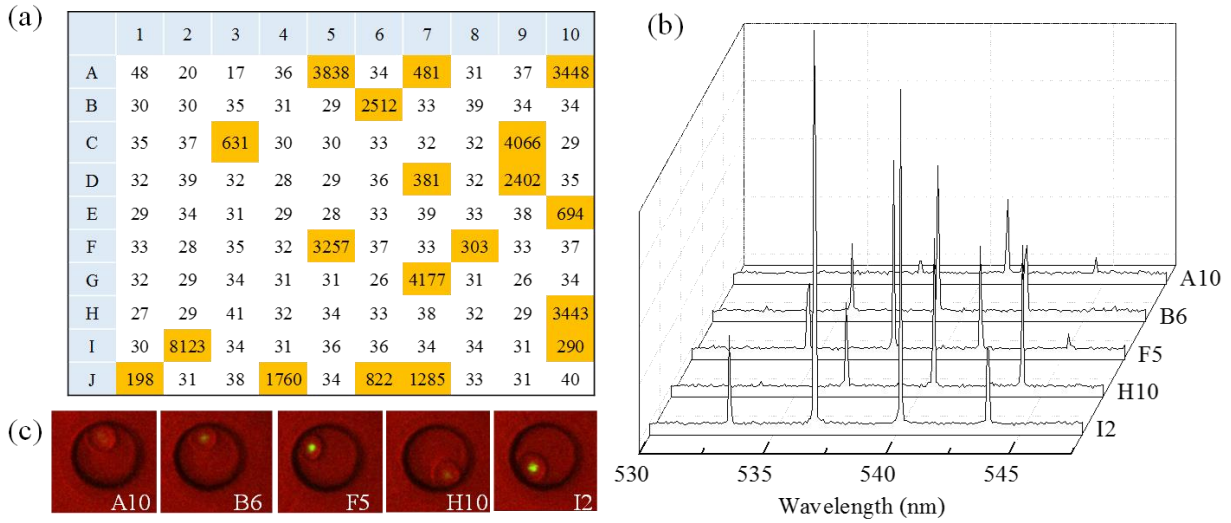 (a)
1 2 3 4 5 6 7 8 9 10
A 48 20 17 36 3838 34 481 31 37 3448
B 30 30 35 31 29 2512 33 39 34 34
C 35 37 631 30 30 33 32 32 4066 29
D 32 39 32 28 29 36 381 32 2402 35
E 29 34 31 29 28 33 39 33 38 694
F 33 28 35 32 3257 37 33 303 33 37
G 32 29 34 31 31 26 4177 31 26 34
H 27 29 41 32 34 33 38 32 29 3443
I 30 8123 34 31 36 36 34 34 31 290
J 198 31 38 1760 34 822 1285 33 31 40
(c)
A10 B6 F5 H10 I2
(b)
A10
B6
F5
H10
I2
530 535 540 545
Wavelength (nm)